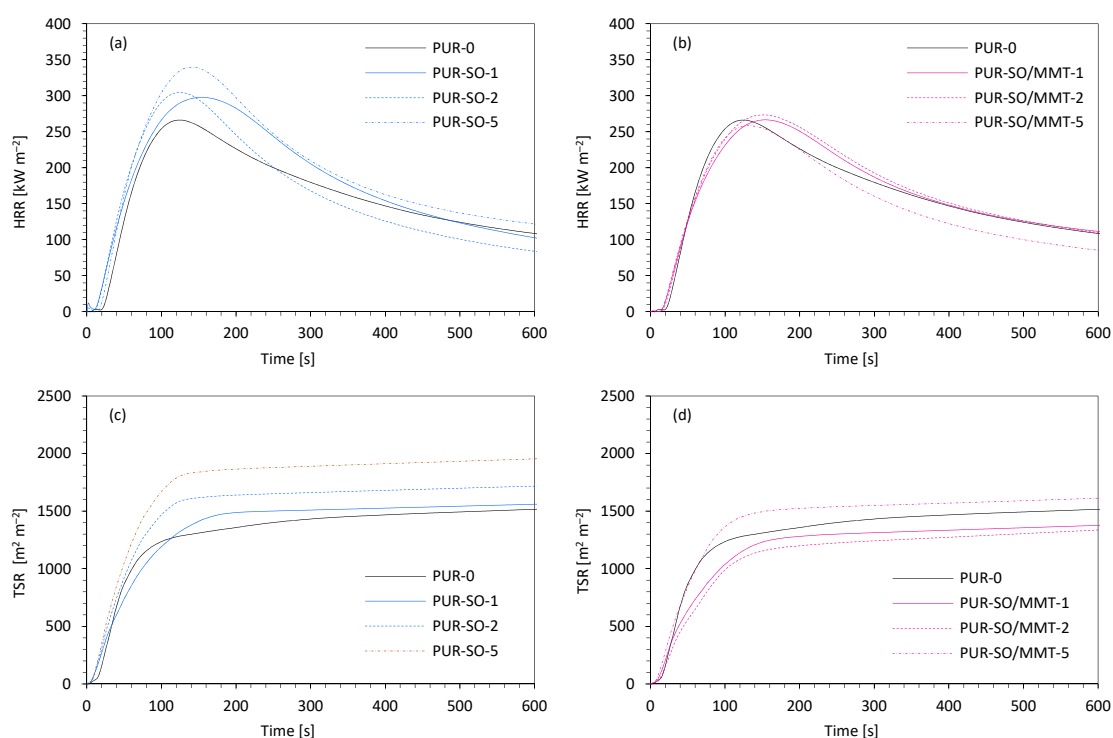 HRR [kW m⁻²]
400
350
300
250
200
150
100
50
0
(a)
PUR-0
PUR-SO-1
PUR-SO-2
PUR-SO-5
0 100 200 300 400 500 600
Time [s]
HRR [kW m⁻²]
400
350
300
250
200
150
100
50
0
(b)
PUR-0
PUR-SO/MMT-1
PUR-SO/MMT-2
PUR-SO/MMT-5
0 100 200 300 400 500 600
Time [s]
TSR [m² m⁻²]
2500
2000
1500
1000
500
0
(c)
PUR-0
PUR-SO-1
PUR-SO-2
PUR-SO-5
0 100 200 300 400 500 600
Time [s]
TSR [m² m⁻²]
2500
2000
1500
1000
500
0
(d)
PUR-0
PUR-SO/MMT-1
PUR-SO/MMT-2
PUR-SO/MMT-5
0 100 200 300 400 500 600
Time [s]